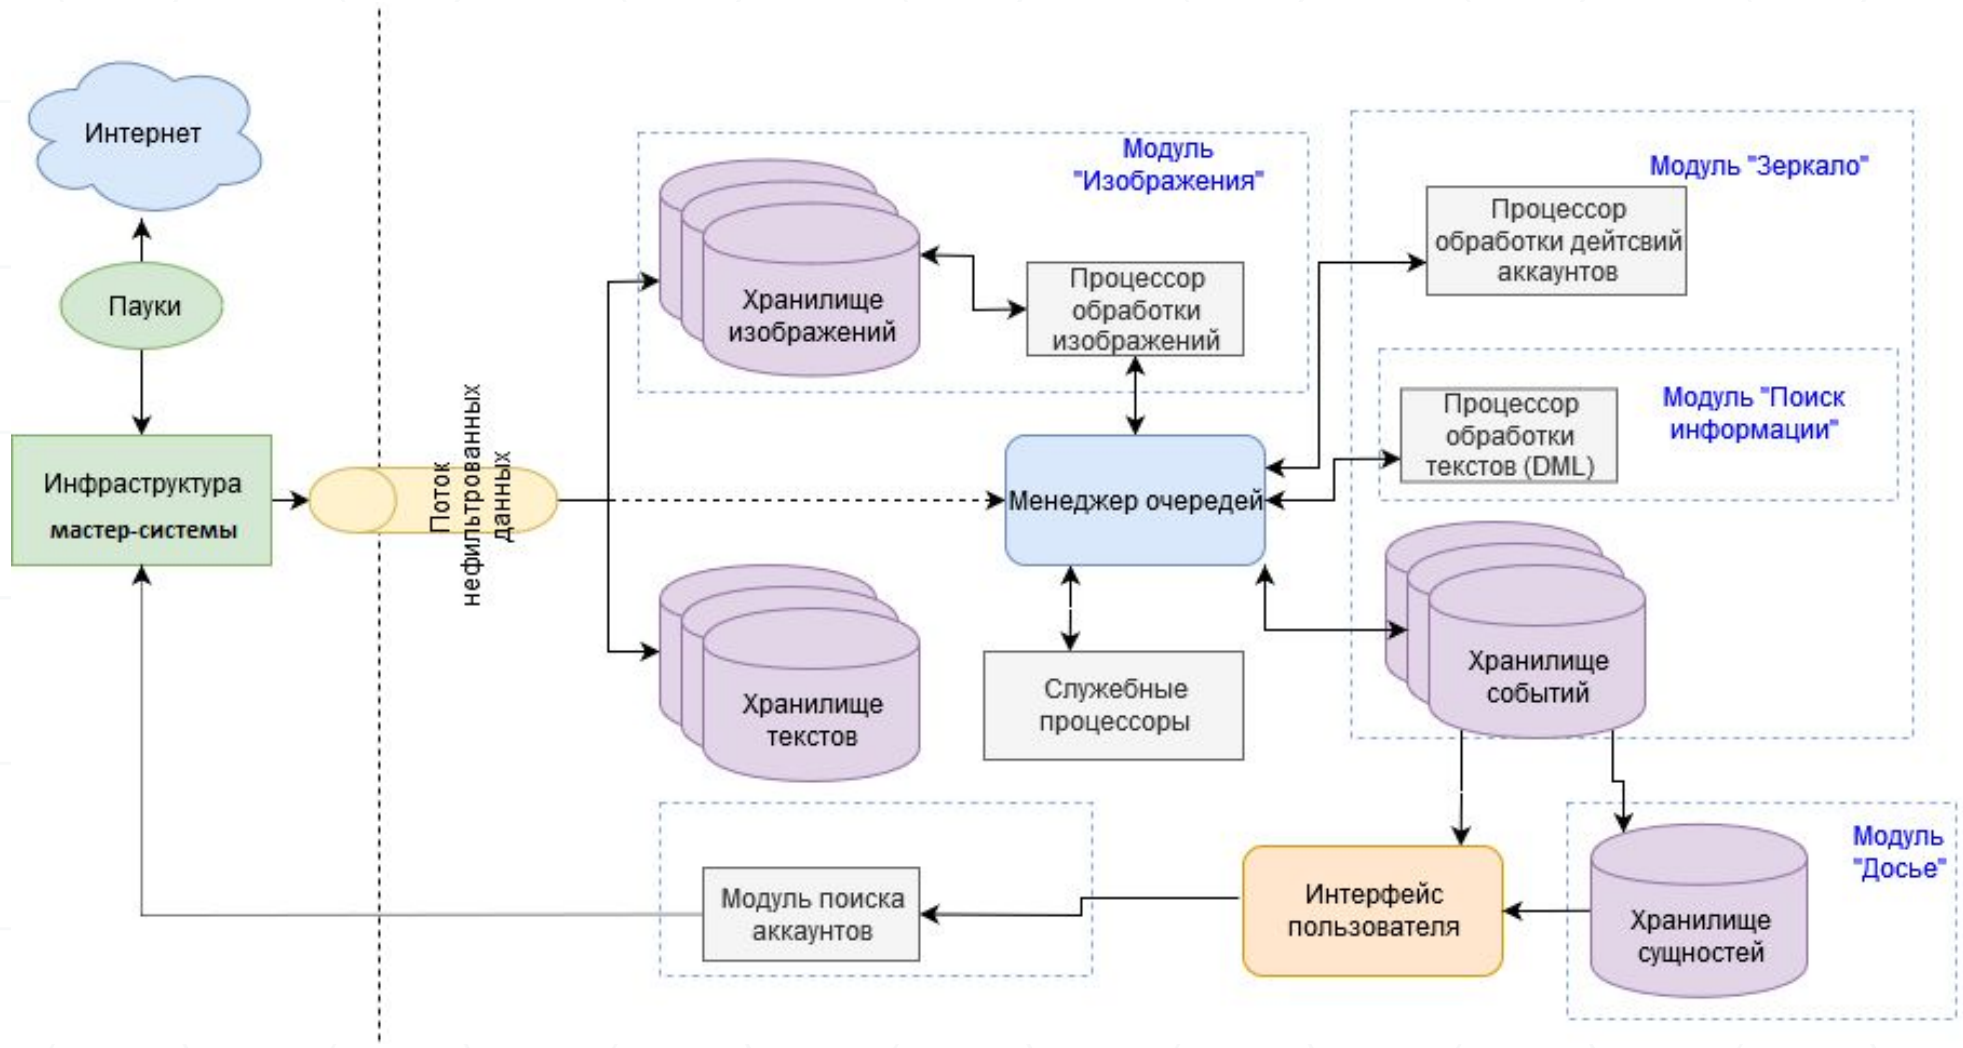 Интернет
Пауки
Инфраструктура
мастер-системы
Поток
нефильтрованных
данных
Модуль
"Изображения"
Хранилище
изображений
Процессор
обработки
изображений
Менеджер очередей
Хранилище
текстов
Служебные
процессоры
Модуль "Зеркало"
Процессор
обработки дейтсвий
аккаунтов
Модуль "Поиск
информации"
Процессор
обработки
текстов (DML)
Хранилище
событий
Модуль поиска
аккаунтов
Интерфейс
пользователя
Модуль
"Досье"
Хранилище
сущностей